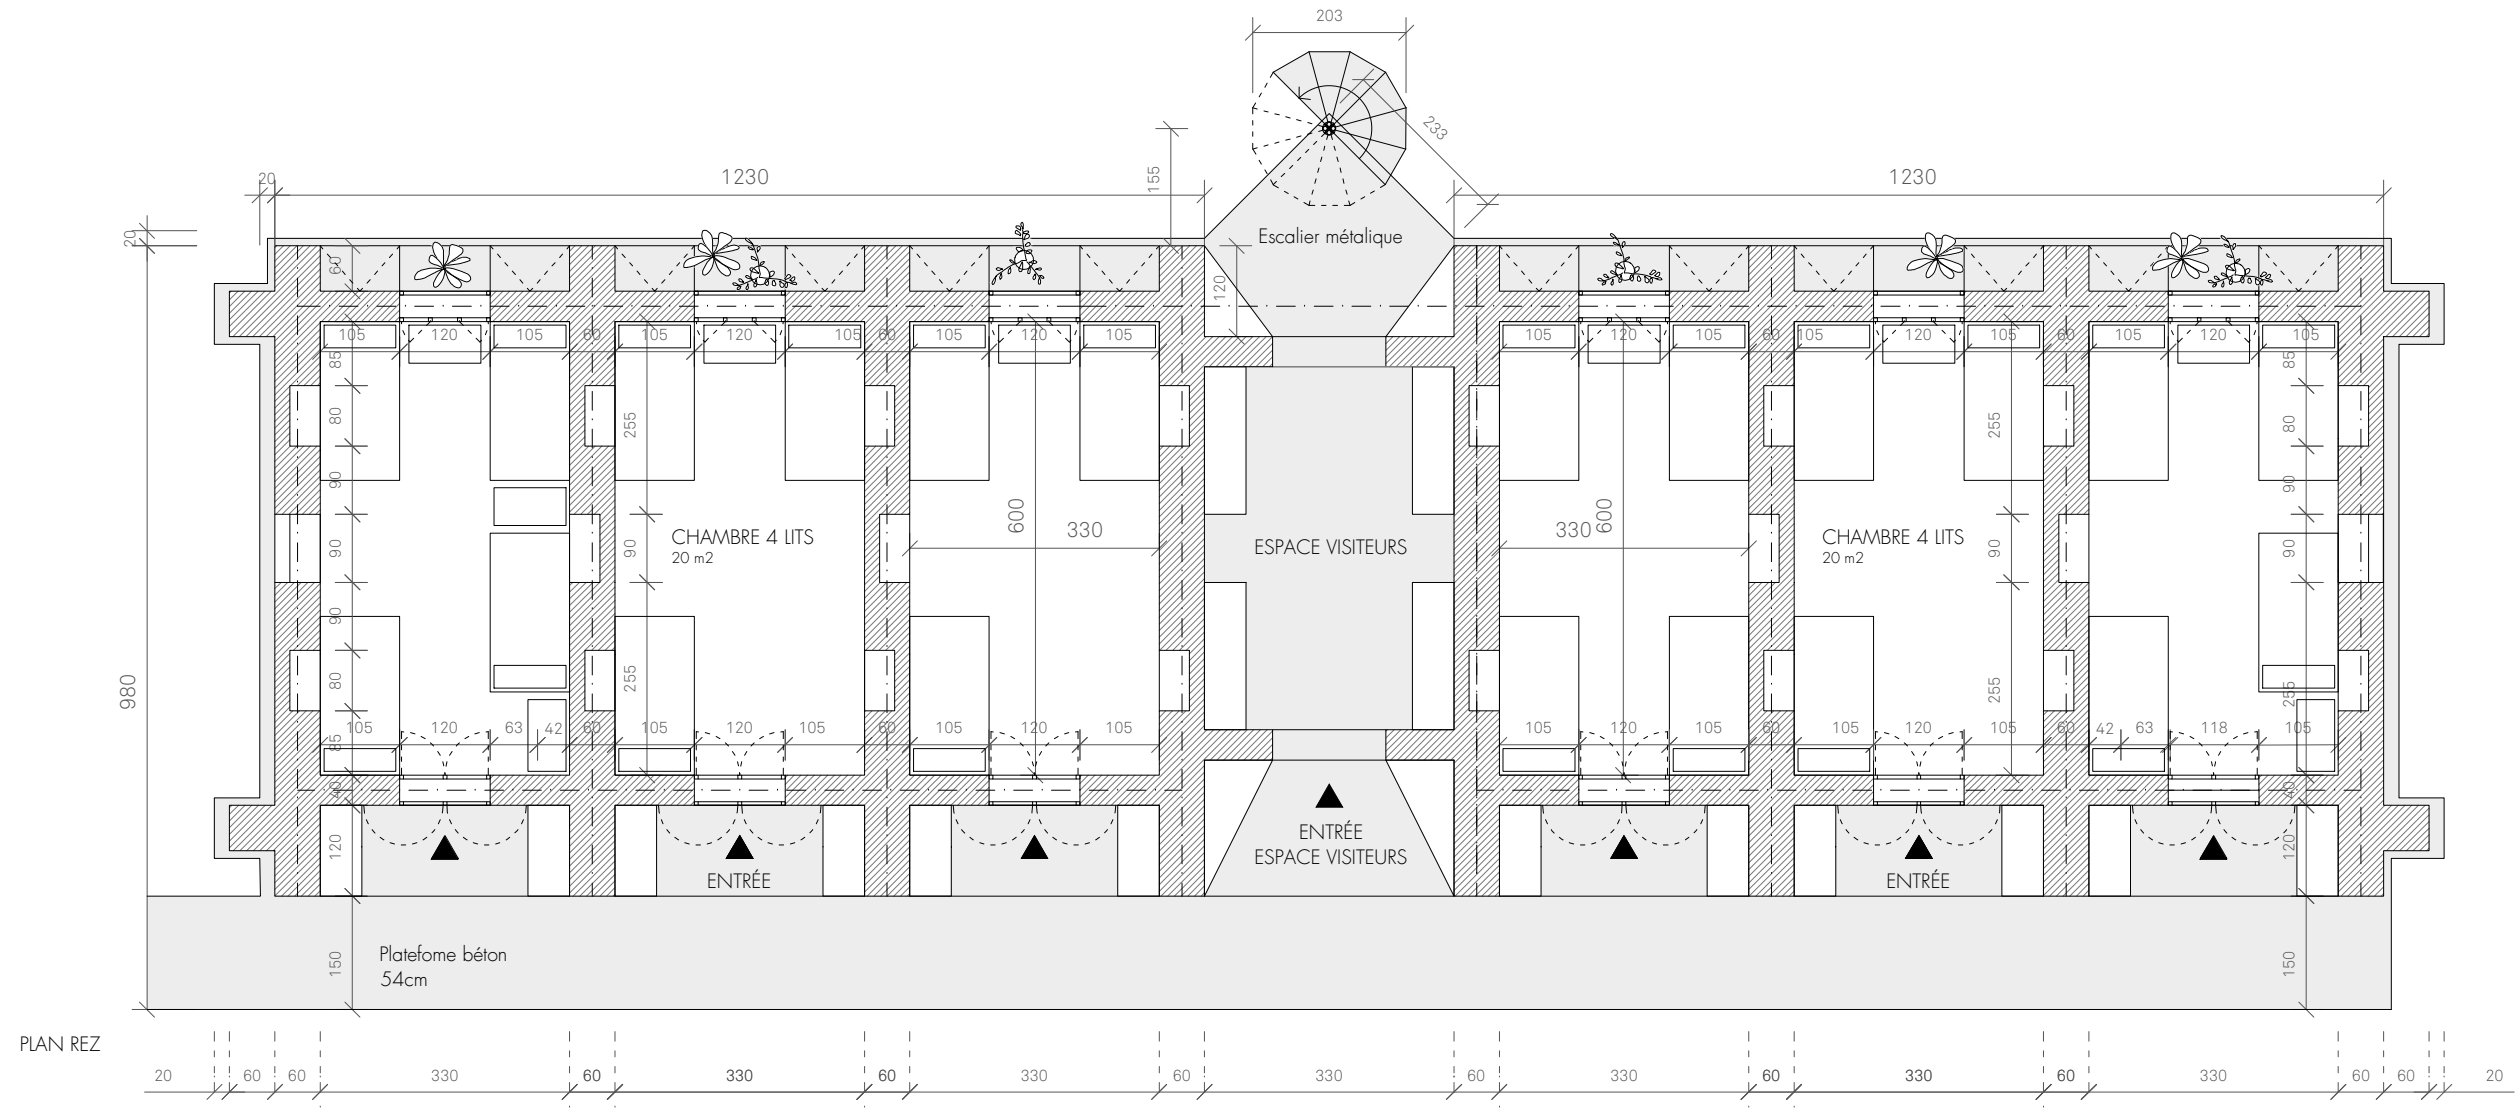 203
233
1230
1230
20
155
20
Escalier métalique
60
120
105 120 105 60 105 120 105 60 105 120 105
105 120 105 60 105 120 105 60 105 120 105
85
85
80
255
255
80
90
90
600
330
330
600
CHAMBRE 4 LITS
20 m2
ESPACE VISITEURS
CHAMBRE 4 LITS
20 m2
90
90
90
90
90
80
255
255
255
980
105 120 63 42 60 105 120 105 60 105 120 105
105 120 105 60 105 120 105 60 42 63 118 105
85
40
40
120
120
ENTRÉE
ESPACE VISITEURS
ENTRÉE
ENTRÉE
Platefome béton
54cm
150
150
PLAN REZ
20 60 60 330 60 330 60 330 60 330 60 330 60 330 60 330 60 60 20